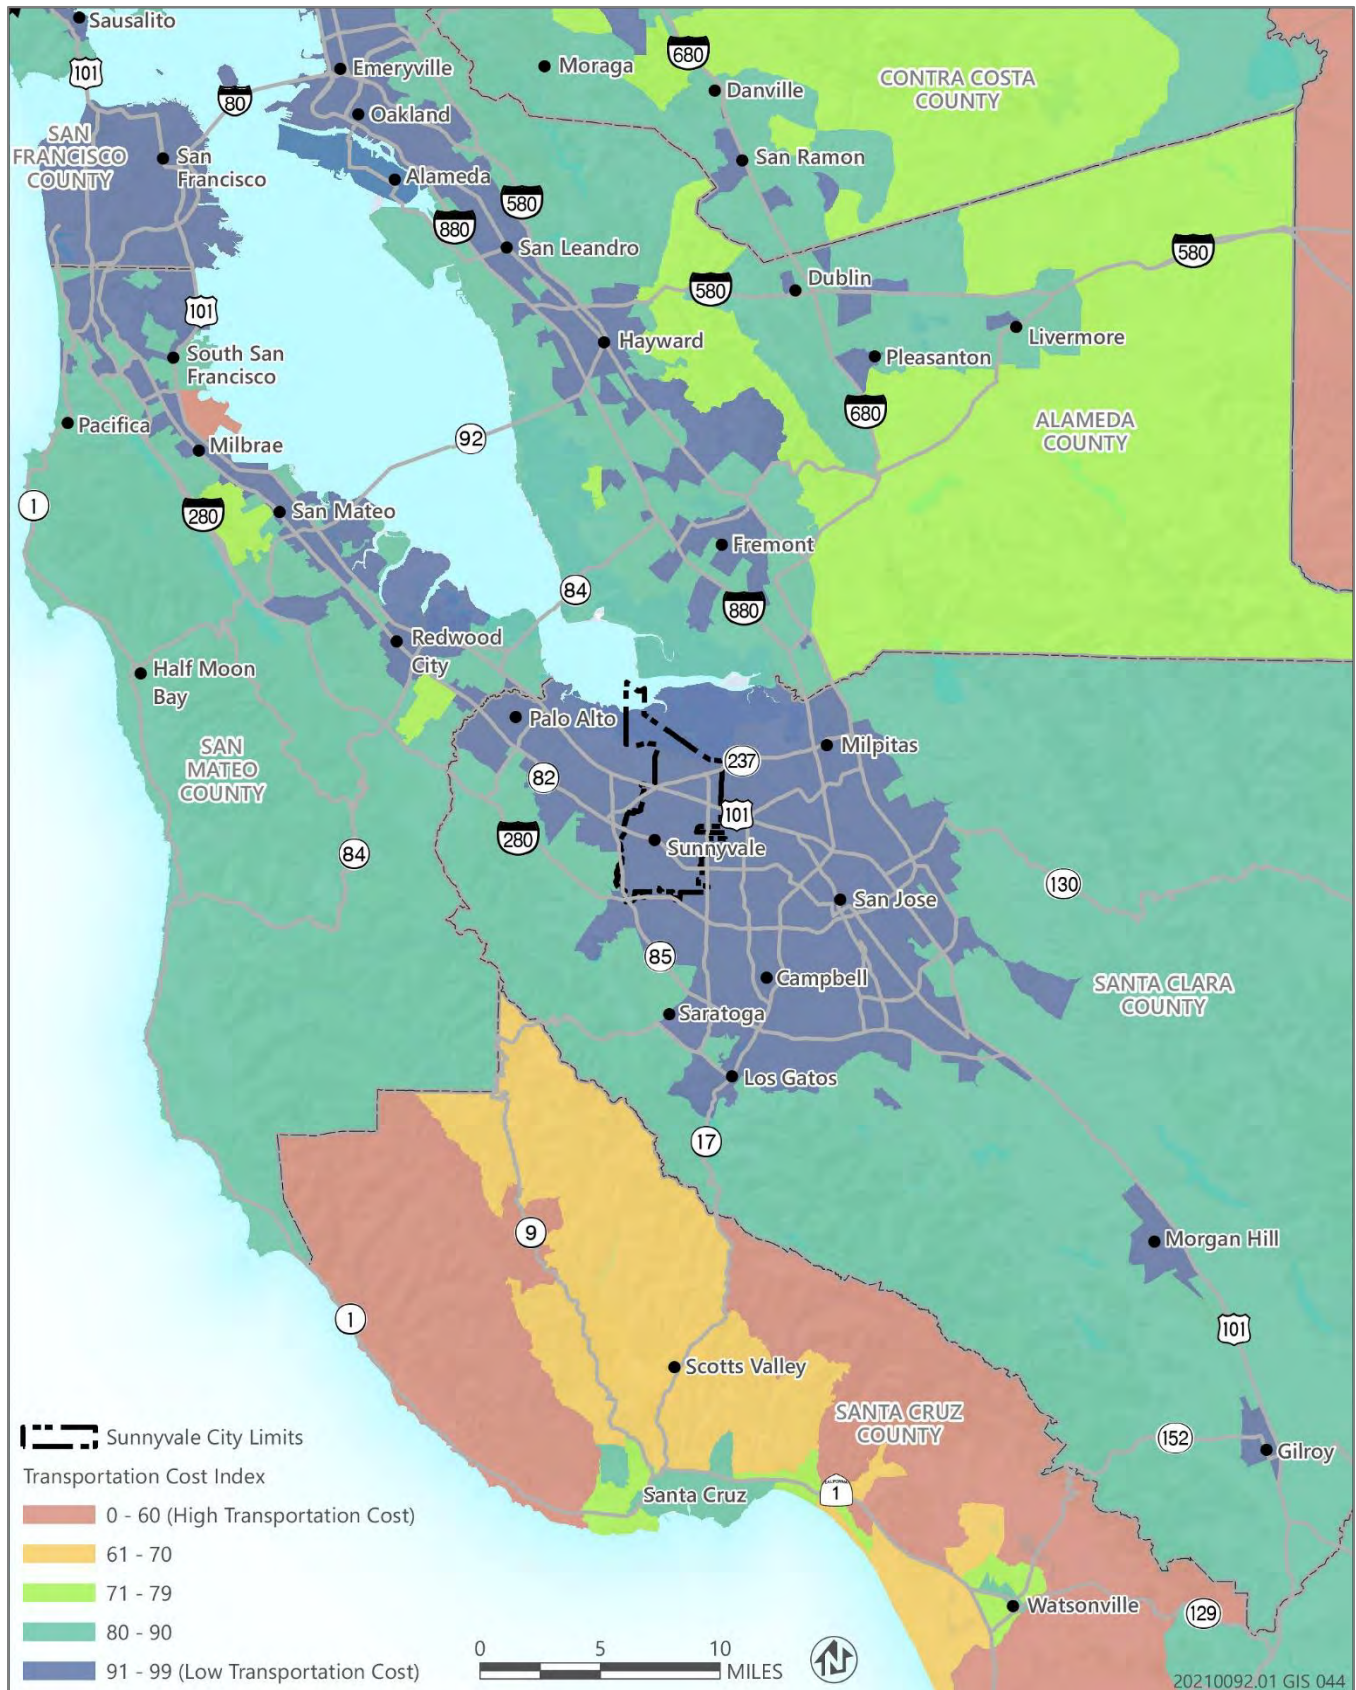 Sausalito
101
Emeryville
Moraga
680
Danville
CONTRA COSTA
COUNTY
80
Oakland
SAN
FRANCISCO
COUNTY
San
Francisco
San Ramon
Alameda
580
880
San Leandro
580
Dublin
580
101
Hayward
Livermore
South San
Francisco
Pleasanton
680
Pacifica
Milbrae
92
ALAMEDA
COUNTY
1
280
San Mateo
Fremont
84
880
Redwood
City
Half Moon
Bay
Palo Alto
Milpitas
SAN
MATEO
COUNTY
237
82
101
280
Sunnyvale
84
130
San Jose
85
Campbell
SANTA CLARA
COUNTY
Saratoga
Los Gatos
17
9
Morgan Hill
1
101
Scotts Valley
SANTA CRUZ
COUNTY
152
Gilroy
Santa Cruz
CALIFORNIA
1
Watsonville
129
Sunnyvale City Limits
Transportation Cost Index
0 - 60 (High Transportation Cost)
61 - 70
71 - 79
80 - 90
91 - 99 (Low Transportation Cost)
0 5 10
MILES
N
20210092.01 GIS 044